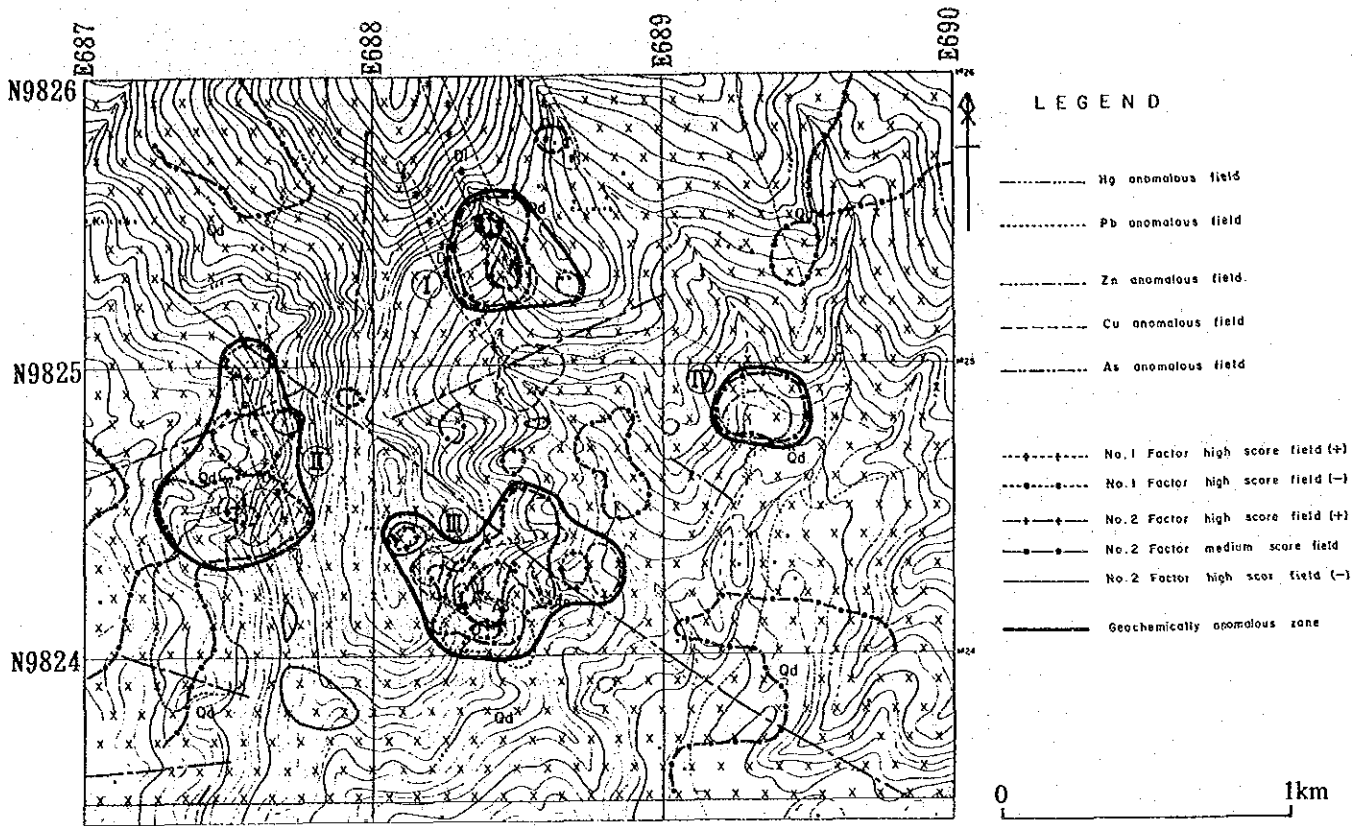 E687
E688
E689
E690
N9826
N9825
N9824
LEGEND
Hg anomalous field
Pb anomalous field
Zn anomalous field.
Cu anomalous field
As anomalous field
No.1 Factor high score field (+)
No.1 Factor high score field (-)
No.2 Factor high score field (+)
No.2 Factor medium score field
No.2 Factor high scor field (-)
Geochemically anomalous zone
I
II
III
IV
Qd
Qd
Qd
Qd
Qd
Qd
Qd
0
1km